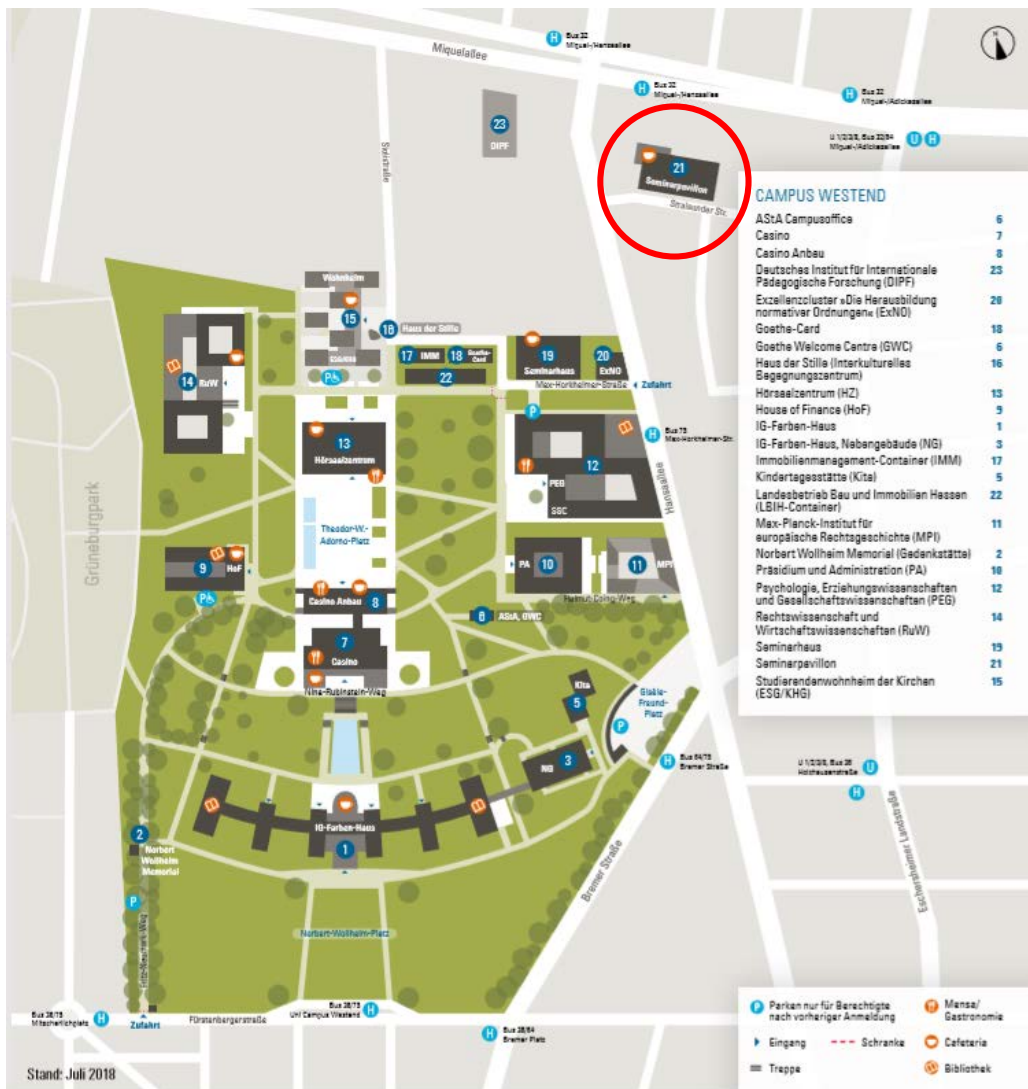 Bus 32
Miquel-/Hansaallee
Miquelallee
N
Bus 32
Miquel-/Hansaallee
Bus 32
Miquel-/Adickesallee
U 1/2/3/8, Bus 32/64
Miquel-/Adickesallee
23
DIPF
21
Seminarpavillon
Stralsunder Str.
Siolistraße
CAMPUS WESTEND
AStA Campusoffice 6
Casino 7
Casino Anbau 8
Deutsches Institut für Internationale
Pädagogische Forschung (DIPF) 23
Exzellenzcluster »Die Herausbildung
normativer Ordnungen« (ExNO) 20
Goethe-Card 18
Goethe Welcome Centre (GWC) 6
Haus der Stille (Interkulturelles
Begegnungszentrum) 16
Hörsaalzentrum (HZ) 13
House of Finance (HoF) 9
IG-Farben-Haus 1
IG-Farben-Haus, Nebengebäude (NG) 3
Immobilienmanagement-Container (IMM) 17
Kindertagesstätte (Kita) 5
Landesbetrieb Bau und Immobilien Hessen
(LBIH-Container) 22
Max-Planck-Institut für
europäische Rechtsgeschichte (MPI) 11
Norbert Wollheim Memorial (Gedenkstätte) 2
Präsidium und Administration (PA) 10
Psychologie, Erziehungswissenschaften
und Gesellschaftswissenschaften (PEG) 12
Rechtswissenschaft und
Wirtschaftswissenschaften (RuW) 14
Seminarhaus 19
Seminarpavillon 21
Studierendenwohnheim der Kirchen
(ESG/KHG) 15
Wohnheim
15
16 Haus der Stille
ESG/KHG
17 IMM
18 Goethe-
Card
22
19
Seminarhaus
20
ExNO
Max-Horkheimer-Straße
Zufahrt
14 RuW
P
P
Bus 75
Max-Horkheimer-Str.
13
Hörsaalzentrum
12
PEG
SSC
Hansaallee
Grüneburgpark
Theodor-W.-
Adorno-Platz
9 HoF
P
PA 10
11 MPI
Helmut-Coing-Weg
Casino Anbau 8
6 AStA, GWC
7
Casino
Nina-Rubinstein-Weg
Kita
5
Gisèle-
Freund-
Platz
P
NG 3
Bus 64/75
Bremer Straße
U 1/2/3/8, Bus 36
Holzhausenstraße
IG-Farben-Haus
1
2
Norbert
Wollheim
Memorial
P
Fritz-Neumark-Weg
Bremer Straße
Eschersheimer Landstraße
Norbert-Wollheim-Platz
Bus 36/75
Mitscherlichplatz
Zufahrt
Fürstenbergerstraße
Bus 36/75
Uni Campus Westend
Bus 36/64
Bremer Platz
P Parken nur für Berechtigte
nach vorheriger Anmeldung
Eingang
Schranke
Treppe
Mensa/
Gastronomie
Cafeteria
Bibliothek
Stand: Juli 2018